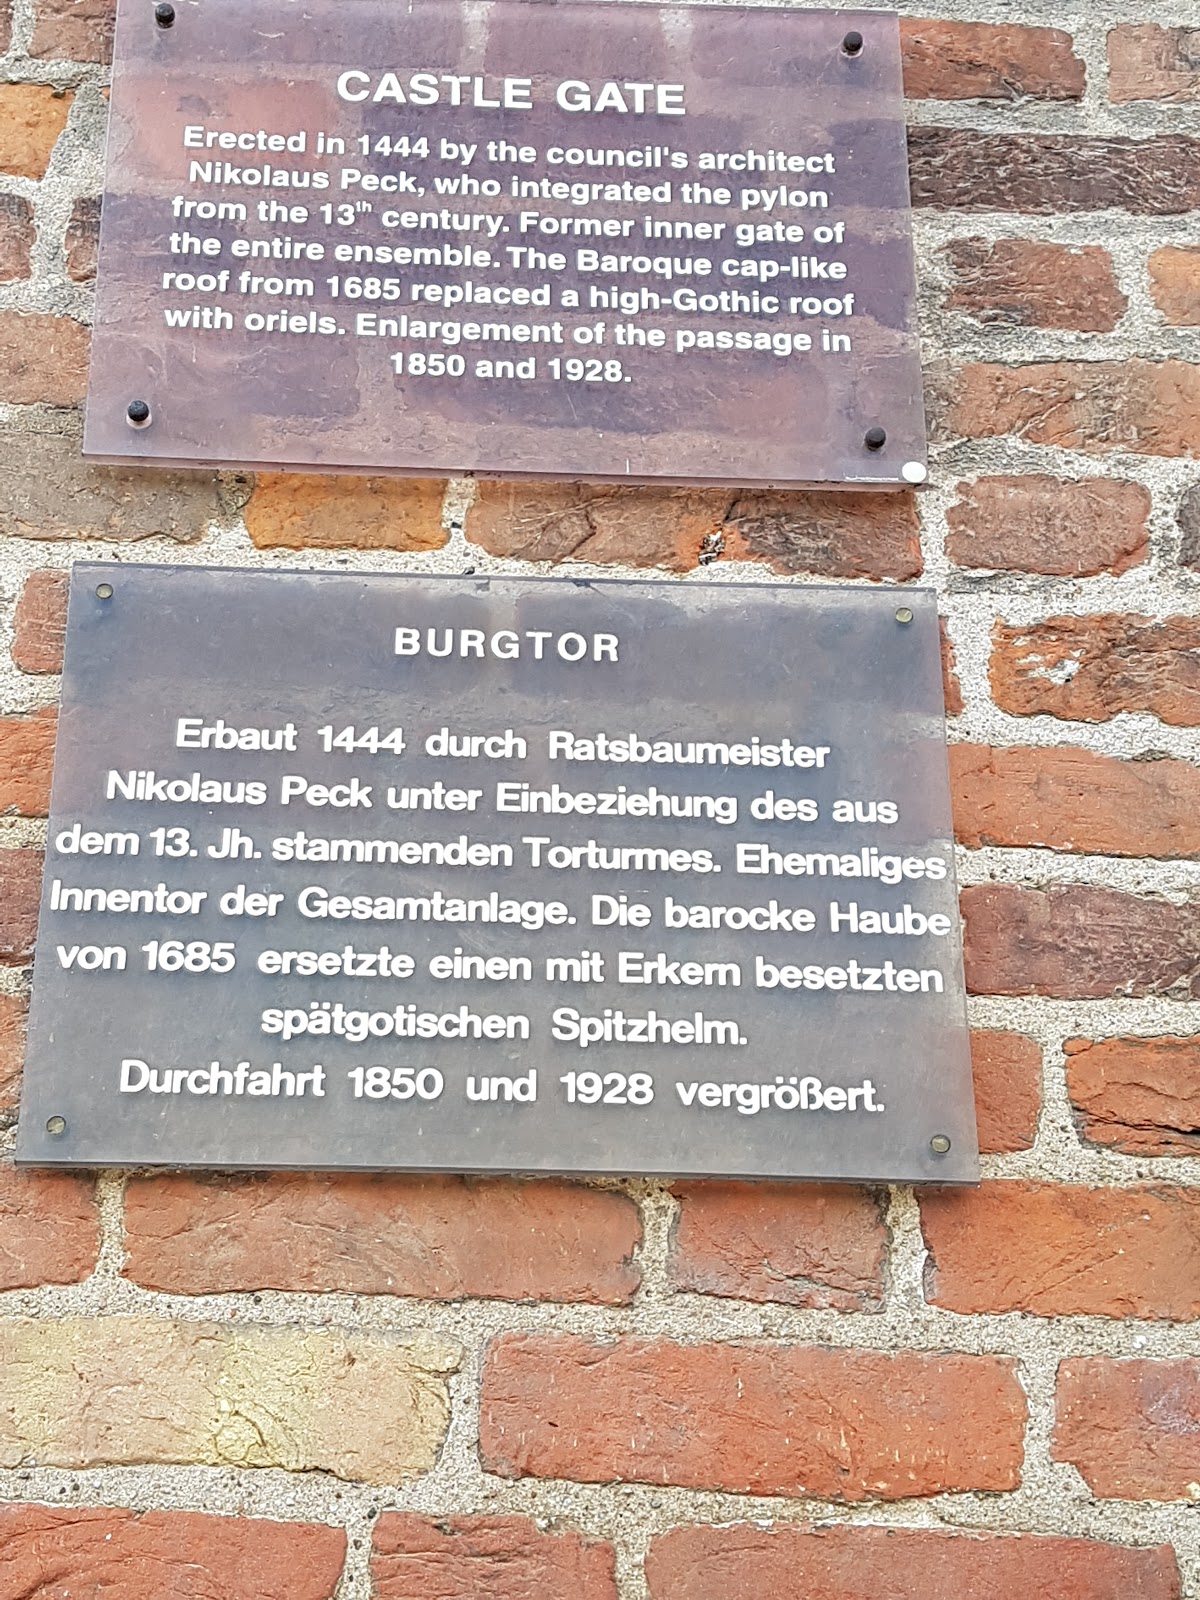 CASTLE GATE
Erected in 1444 by the council's architect
Nikolaus Peck, who integrated the pylon
from the 13th century. Former inner gate of
the entire ensemble. The Baroque cap-like
roof from 1685 replaced a high-Gothic roof
with oriels. Enlargement of the passage in
1850 and 1928.
BURGTOR
Erbaut 1444 durch Ratsbaumeister
Nikolaus Peck unter Einbeziehung des aus
dem 13. Jh. stammenden Torturmes. Ehemaliges
Innentor der Gesamtanlage. Die barocke Haube
von 1685 ersetzte einen mit Erkern besetzten
spätgotischen Spitzhelm.
Durchfahrt 1850 und 1928 vergrößert.